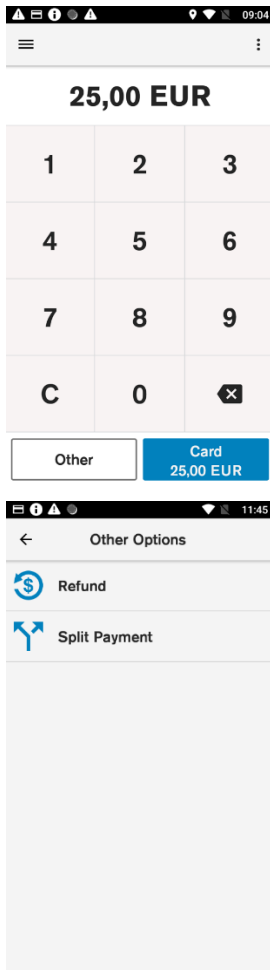 09:04
25,00 EUR
1 2 3
4 5 6
7 8 9
C 0
Other
Card
25,00 EUR
11:45
Other Options
Refund
Split Payment